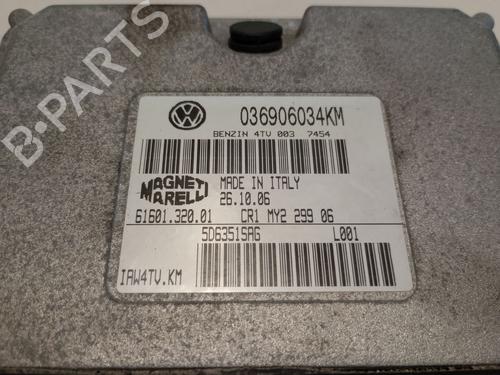 B-PARTS
036906034KM
BENZIN 4TV 003 7454
MAGNETI
MARELLI
MADE IN ITALY
26.10.06
61601.320.01 CR1 MY2 299 06
5D63519AG L001
IAW4TV.KM